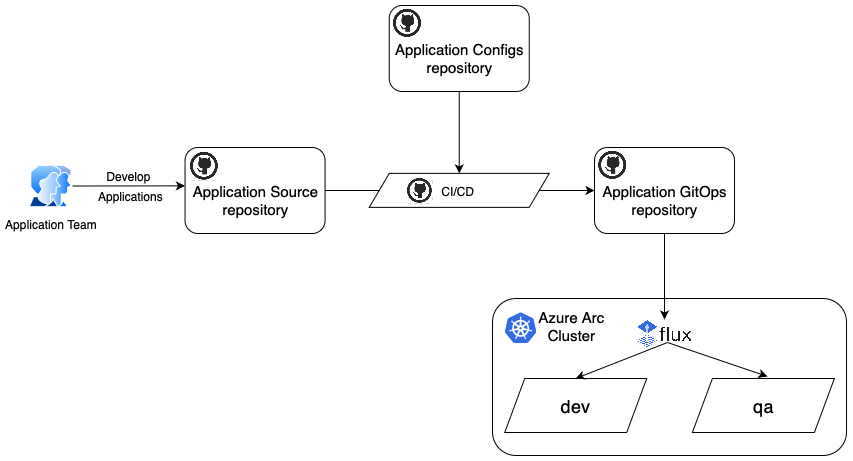 Application Configs
repository
Develop
Applications
Application Team
Application Source
repository
CI/CD
Application GitOps
repository
Azure Arc
Cluster
flux
dev
qa